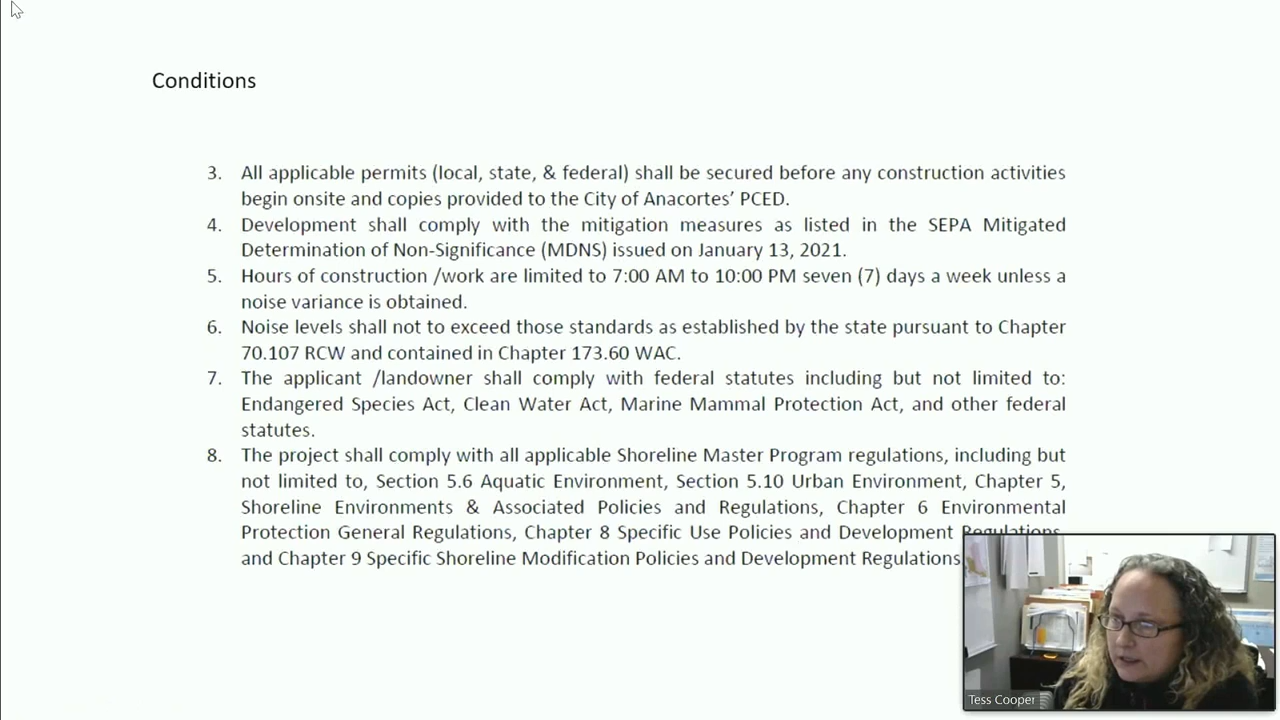 Conditions
3. All applicable permits (local, state, & federal) shall be secured before any construction activities
begin onsite and copies provided to the City of Anacortes’ PCED.
4. Development shall comply with the mitigation measures as listed in the SEPA Mitigated
Determination of Non-Significance (MDNS) issued on January 13, 2021.
5. Hours of construction /work are limited to 7:00 AM to 10:00 PM seven (7) days a week unless a
noise variance is obtained.
6. Noise levels shall not to exceed those standards as established by the state pursuant to Chapter
70.107 RCW and contained in Chapter 173.60 WAC.
7. The applicant /landowner shall comply with federal statutes including but not limited to:
Endangered Species Act, Clean Water Act, Marine Mammal Protection Act, and other federal
statutes.
8. The project shall comply with all applicable Shoreline Master Program regulations, including but
not limited to, Section 5.6 Aquatic Environment, Section 5.10 Urban Environment, Chapter 5,
Shoreline Environments & Associated Policies and Regulations, Chapter 6 Environmental
Protection General Regulations, Chapter 8 Specific Use Policies and Development Regulations,
and Chapter 9 Specific Shoreline Modification Policies and Development Regulations
Tess Cooper